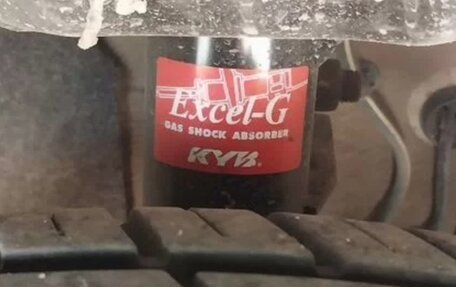 Excel-G
GAS SHOCK ABSORBER
KYB